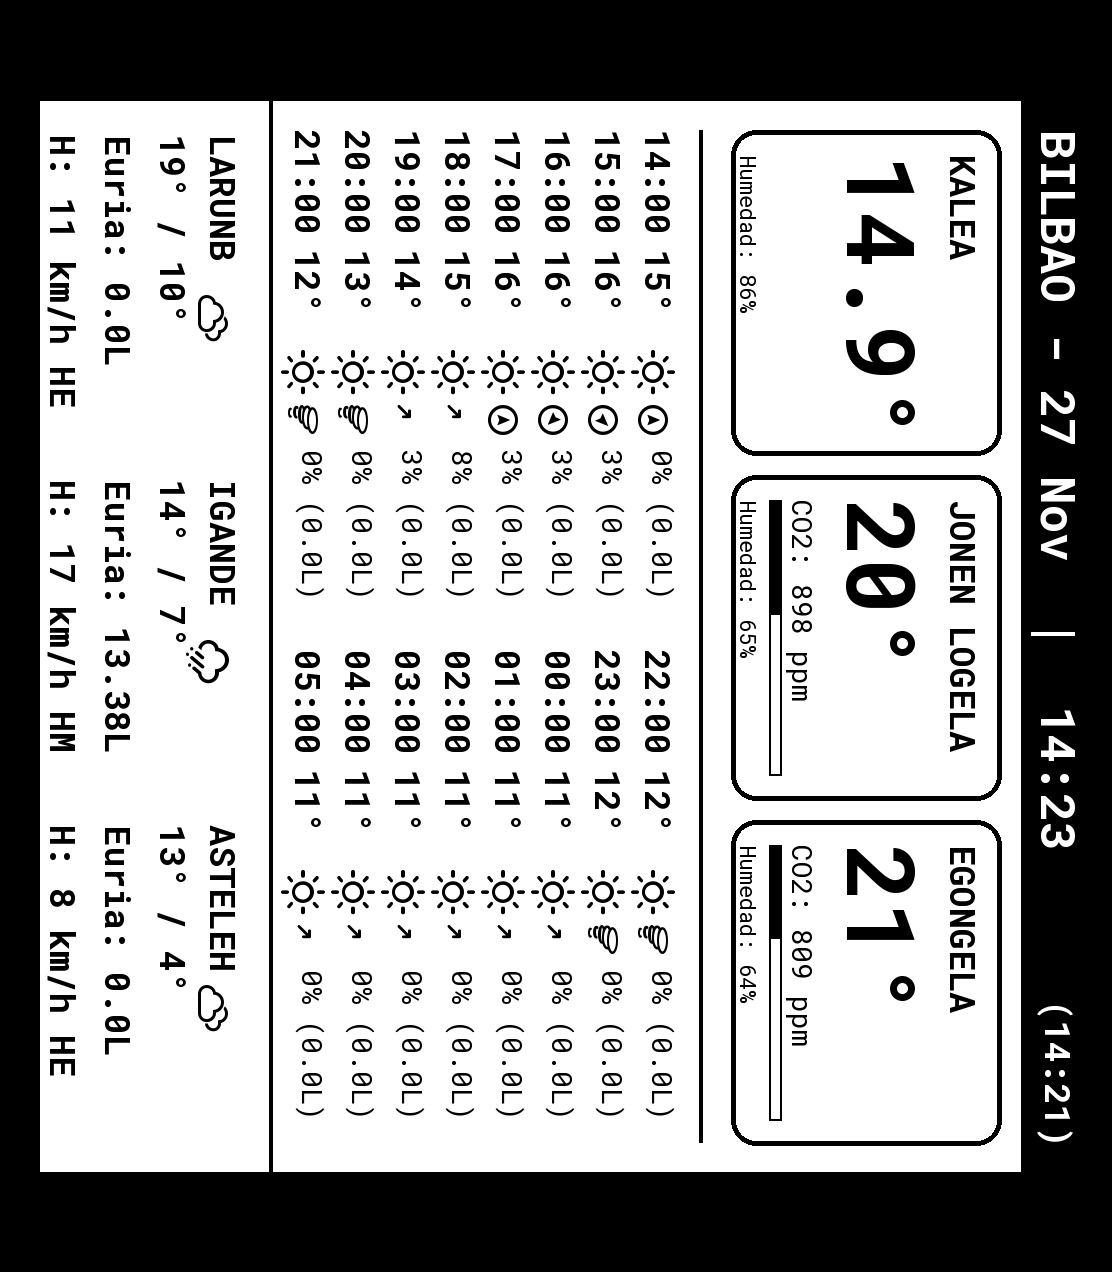 BILBAO - 27 Nov | 14:23 (14:21)
KALEA
14.9°
Humedad: 86%
JONEN LOGELA
20°
CO2: 898 ppm
Humedad: 65%
EGONGELA
21°
CO2: 809 ppm
Humedad: 64%
14:00 15° 0% (0.0L)
15:00 16° 3% (0.0L)
16:00 16° 3% (0.0L)
17:00 16° 3% (0.0L)
18:00 15° 8% (0.0L)
19:00 14° 3% (0.0L)
20:00 13° 0% (0.0L)
21:00 12° 0% (0.0L)
22:00 12° 0% (0.0L)
23:00 12° 0% (0.0L)
00:00 11° 0% (0.0L)
01:00 11° 0% (0.0L)
02:00 11° 0% (0.0L)
03:00 11° 0% (0.0L)
04:00 11° 0% (0.0L)
05:00 11° 0% (0.0L)
LARUNB
19° / 10°
Euria: 0.0L
H: 11 km/h HE
IGANDE
14° / 7°
Euria: 13.38L
H: 17 km/h HM
ASTELEH
13° / 4°
Euria: 0.0L
H: 8 km/h HE